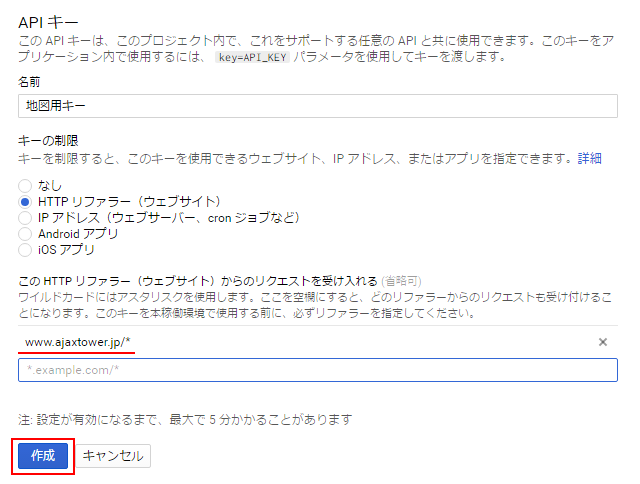 API キー
この API キーは、このプロジェクト内で、これをサポートする任意の API と共に使用できます。このキーをア
プリケーション内で使用するには、 key=API_KEY パラメータを使用してキーを渡します。
名前
地図用キー
キーの制限
キーを制限すると、このキーを使用できるウェブサイト、IP アドレス、またはアプリを指定できます。詳細
なし
HTTP リファラー（ウェブサイト）
IP アドレス（ウェブサーバー、cron ジョブなど）
Android アプリ
iOS アプリ
この HTTP リファラー（ウェブサイト）からのリクエストを受け入れる (省略可)
ワイルドカードにはアスタリスクを使用します。ここを空欄にすると、どのリファラーからのリクエストも受け付けるこ
とになります。このキーを本稼働環境で使用する前に、必ずリファラーを指定してください。
www.ajaxtower.jp/*
*.example.com/*
注: 設定が有効になるまで、最大で 5 分かかることがあります
作成 キャンセル